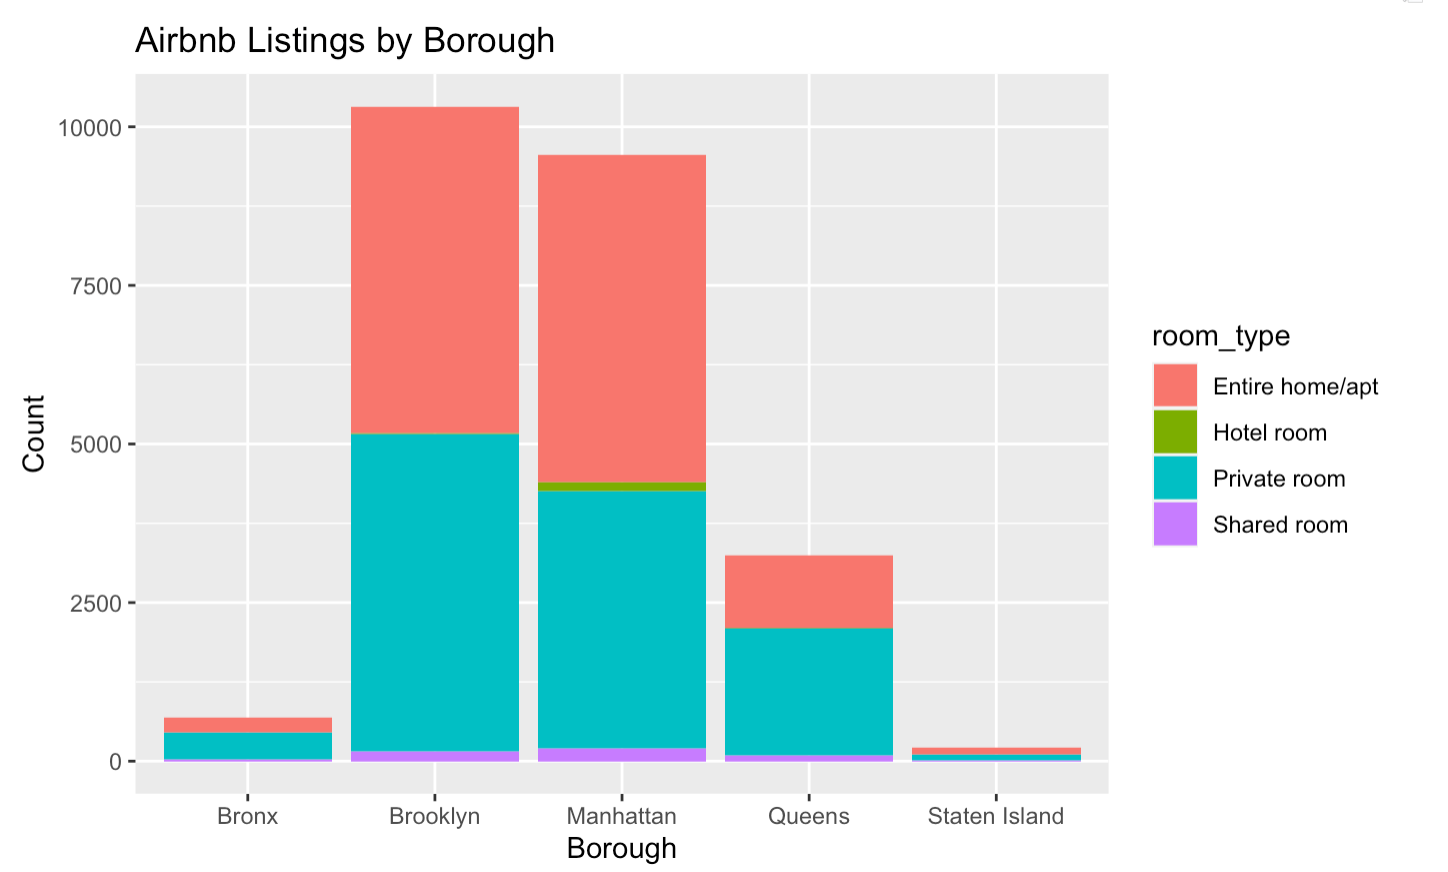 Airbnb Listings by Borough
Count
10000
7500
5000
2500
0
Bronx
Brooklyn
Manhattan
Queens
Staten Island
Borough
room_type
Entire home/apt
Hotel room
Private room
Shared room